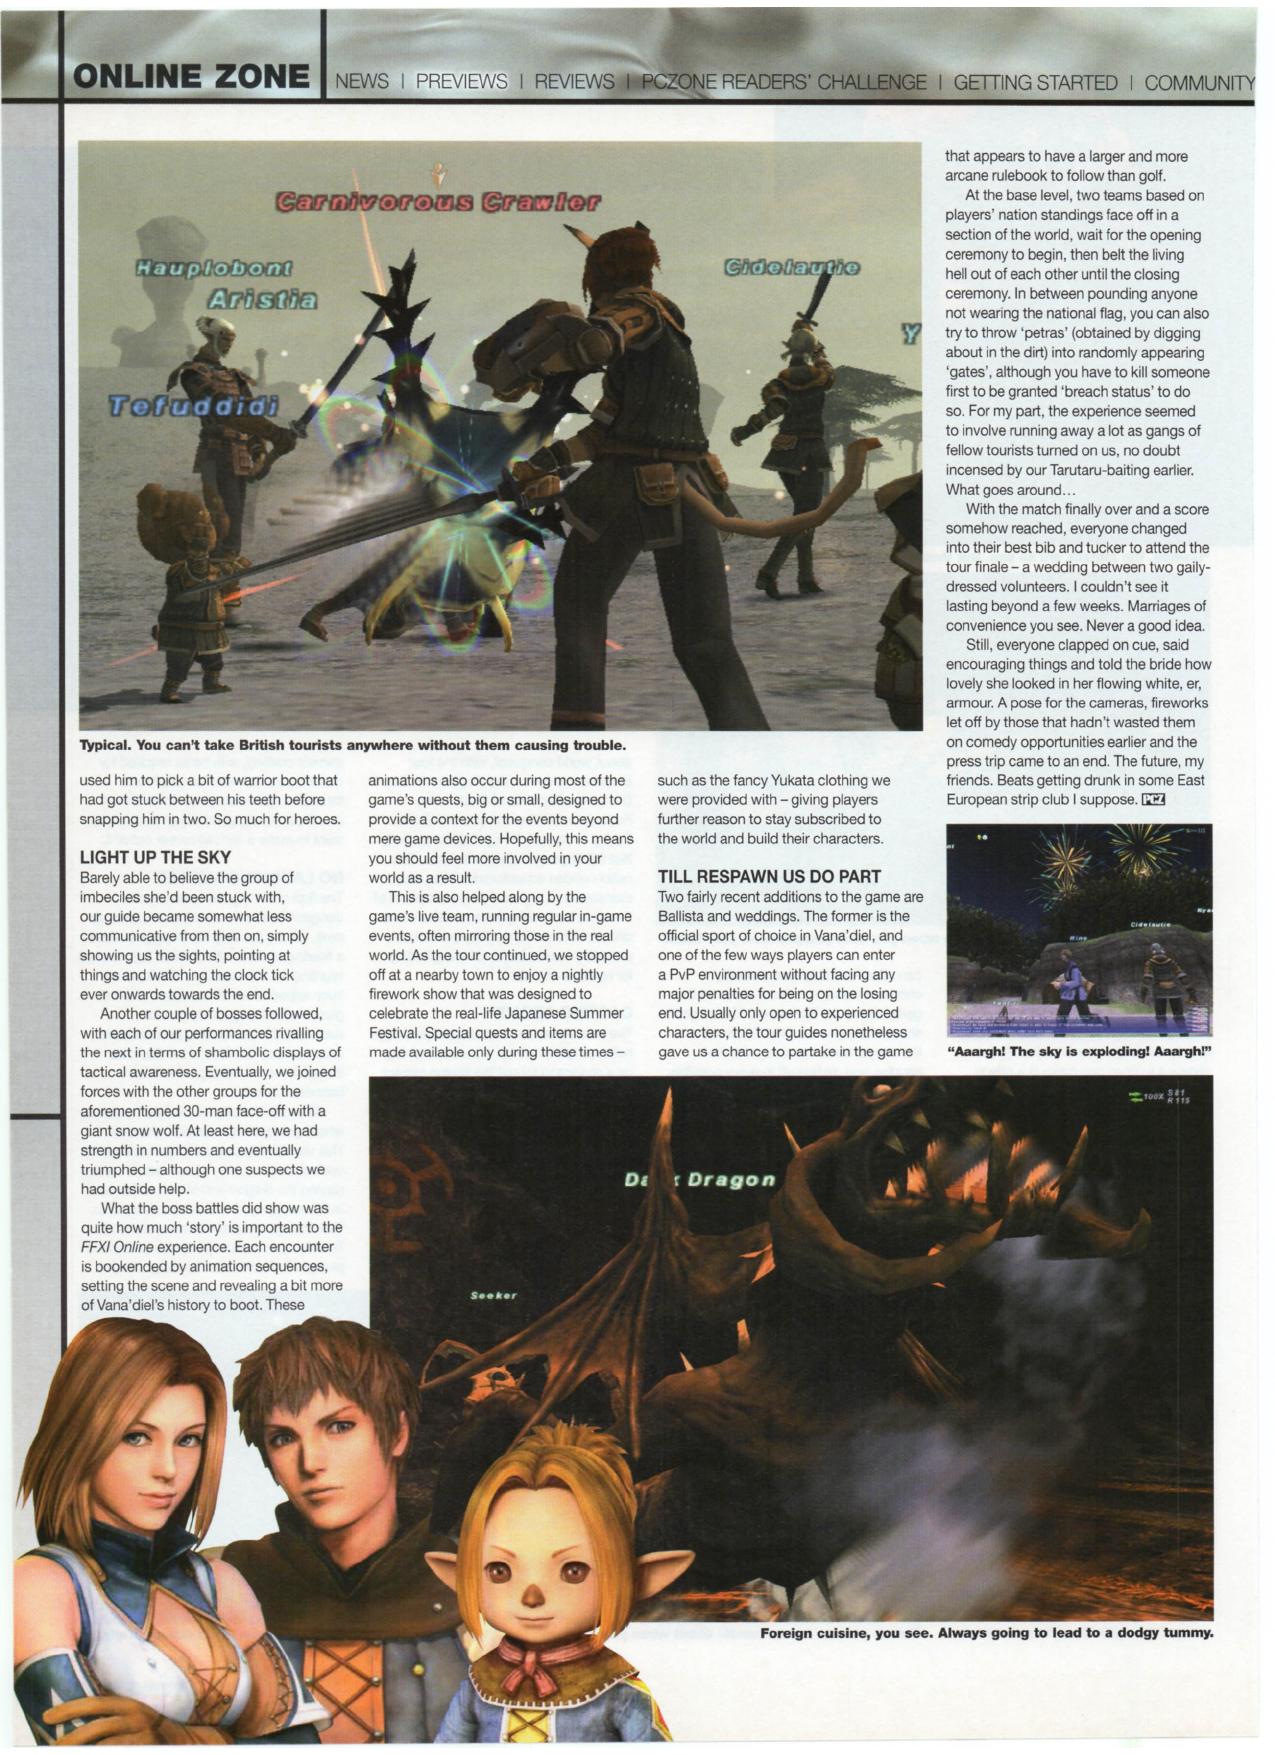 ONLINE ZONE
NEWS | PREVIEWS | REVIEWS | PCZONE READERS' CHALLENGE | GETTING STARTED | COMMUNITY
Carnivorous Crawler
Hauplobont
Aristia
Cidelautie
Y
Tefuddidi
Typical. You can't take British tourists anywhere without them causing trouble.
used him to pick a bit of warrior boot that
had got stuck between his teeth before
snapping him in two. So much for heroes.
LIGHT UP THE SKY
Barely able to believe the group of
imbeciles she'd been stuck with,
our guide became somewhat less
communicative from then on, simply
showing us the sights, pointing at
things and watching the clock tick
ever onwards towards the end.
Another couple of bosses followed,
with each of our performances rivalling
the next in terms of shambolic displays of
tactical awareness. Eventually, we joined
forces with the other groups for the
aforementioned 30-man face-off with a
giant snow wolf. At least here, we had
strength in numbers and eventually
triumphed – although one suspects we
had outside help.
What the boss battles did show was
quite how much 'story' is important to the
FFXI Online experience. Each encounter
is bookended by animation sequences,
setting the scene and revealing a bit more
of Vana'diel's history to boot. These
animations also occur during most of the
game's quests, big or small, designed to
provide a context for the events beyond
mere game devices. Hopefully, this means
you should feel more involved in your
world as a result.
This is also helped along by the
game's live team, running regular in-game
events, often mirroring those in the real
world. As the tour continued, we stopped
off at a nearby town to enjoy a nightly
firework show that was designed to
celebrate the real-life Japanese Summer
Festival. Special quests and items are
made available only during these times –
such as the fancy Yukata clothing we
were provided with – giving players
further reason to stay subscribed to
the world and build their characters.
TILL RESPAWN US DO PART
Two fairly recent additions to the game are
Ballista and weddings. The former is the
official sport of choice in Vana'diel, and
one of the few ways players can enter
a PvP environment without facing any
major penalties for being on the losing
end. Usually only open to experienced
characters, the tour guides nonetheless
gave us a chance to partake in the game
that appears to have a larger and more
arcane rulebook to follow than golf.
At the base level, two teams based on
players' nation standings face off in a
section of the world, wait for the opening
ceremony to begin, then belt the living
hell out of each other until the closing
ceremony. In between pounding anyone
not wearing the national flag, you can also
try to throw 'petras' (obtained by digging
about in the dirt) into randomly appearing
'gates', although you have to kill someone
first to be granted 'breach status' to do
so. For my part, the experience seemed
to involve running away a lot as gangs of
fellow tourists turned on us, no doubt
incensed by our Tarutaru-baiting earlier.
What goes around...
With the match finally over and a score
somehow reached, everyone changed
into their best bib and tucker to attend the
tour finale – a wedding between two gaily-
dressed volunteers. I couldn't see it
lasting beyond a few weeks. Marriages of
convenience you see. Never a good idea.
Still, everyone clapped on cue, said
encouraging things and told the bride how
lovely she looked in her flowing white, er,
armour. A pose for the cameras, fireworks
let off by those that hadn't wasted them
on comedy opportunities earlier and the
press trip came to an end. The future, my
friends. Beats getting drunk in some East
European strip club I suppose. PCZ
Cidelautie
"Aaargh! The sky is exploding! Aaargh!"
100X S 81
R 115
Dark Dragon
Seeker
Foreign cuisine, you see. Always going to lead to a dodgy tummy.